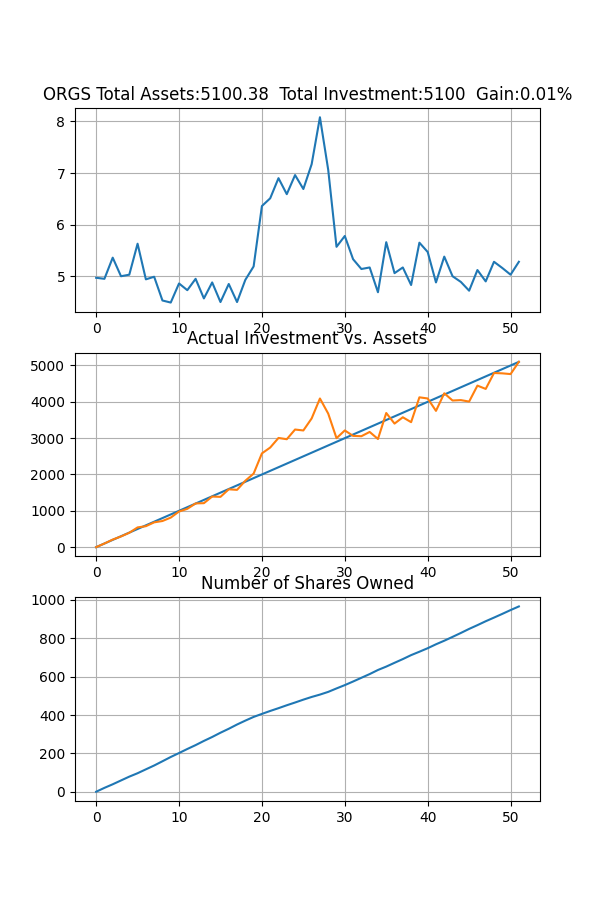 ORGS Total Assets:5100.38  Total Investment:5100  Gain:0.01%
8
7
6
5
0 10 20 30 40 50
Actual Investment vs. Assets
5000
4000
3000
2000
1000
0
0 10 20 30 40 50
Number of Shares Owned
1000
800
600
400
200
0
0 10 20 30 40 50